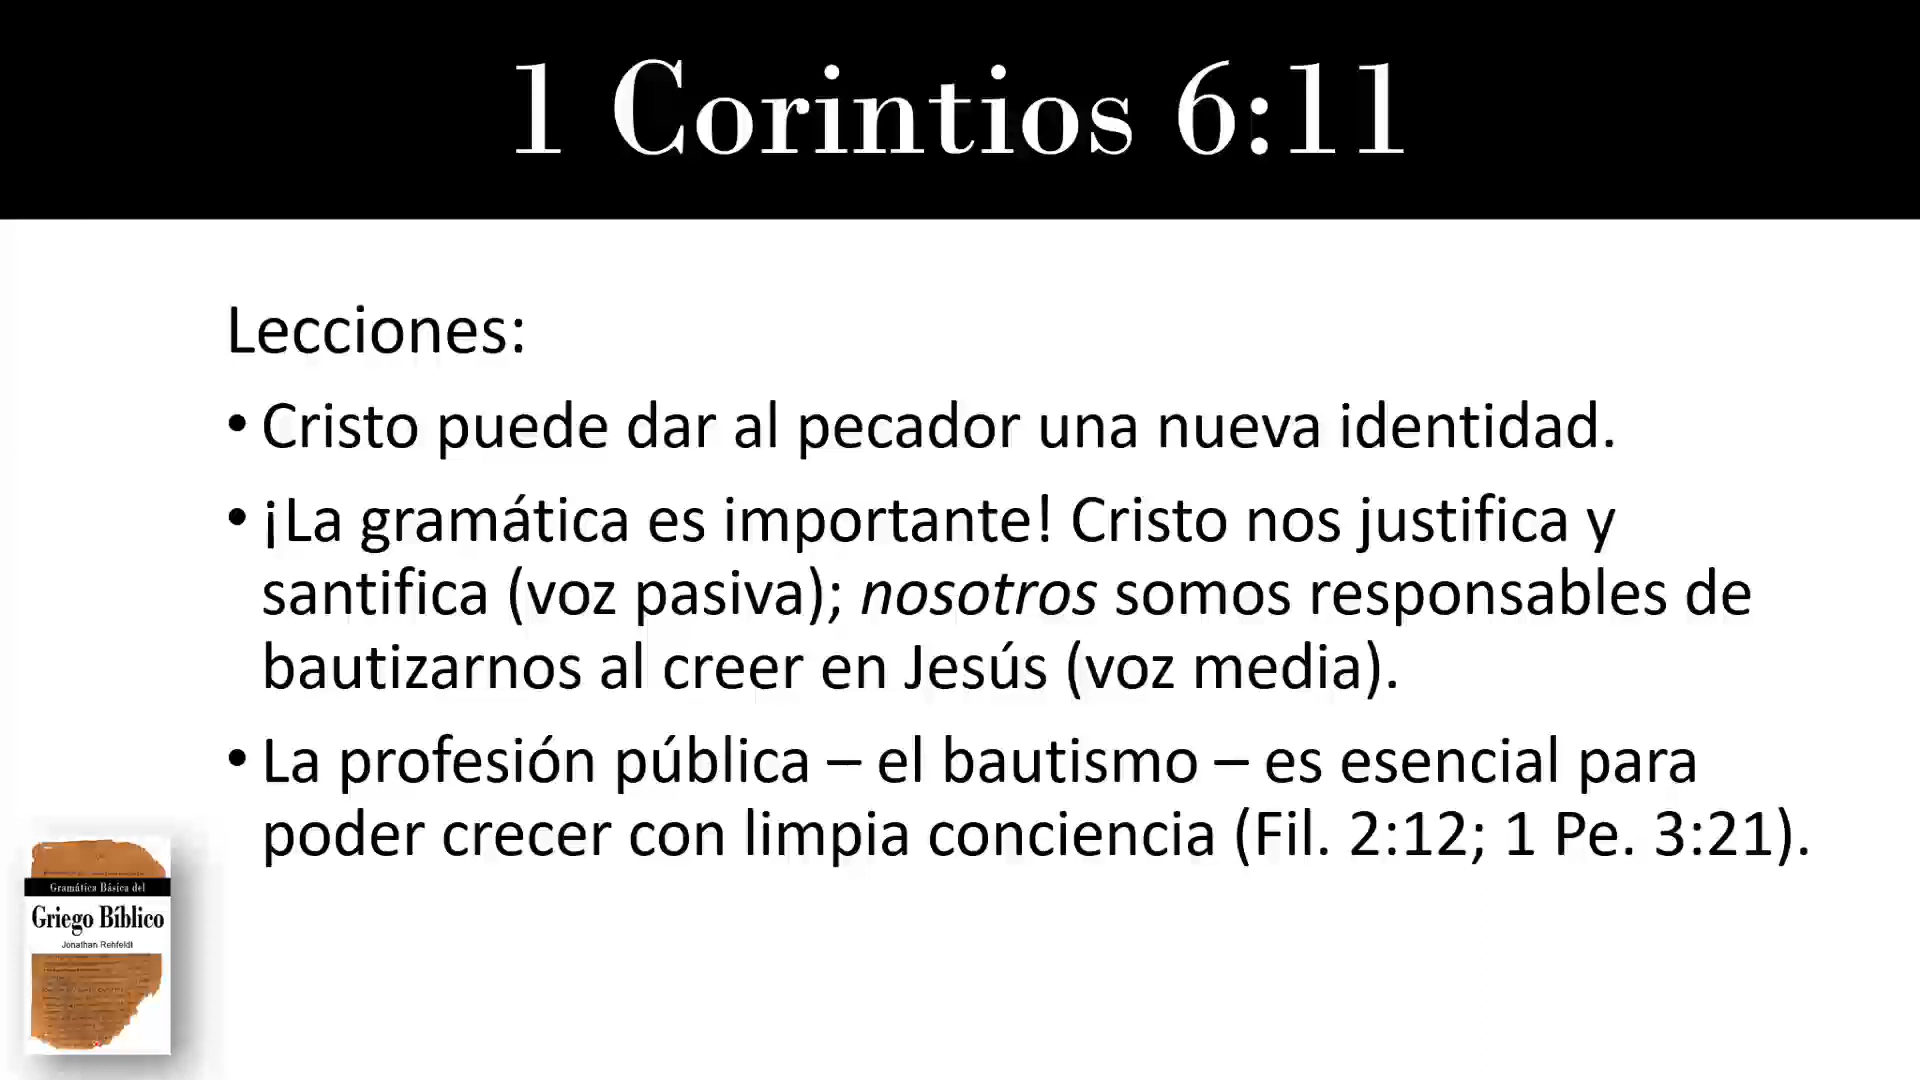 1 Corintios 6:11
Lecciones:
• Cristo puede dar al pecador una nueva identidad.
• ¡La gramática es importante! Cristo nos justifica y
santifica (voz pasiva); nosotros somos responsables de
bautizarnos al creer en Jesús (voz media).
• La profesión pública – el bautismo – es esencial para
poder crecer con limpia conciencia (Fil. 2:12; 1 Pe. 3:21).
Gramática Básica del
Griego Bíblico
Jonathan Rehfeldt